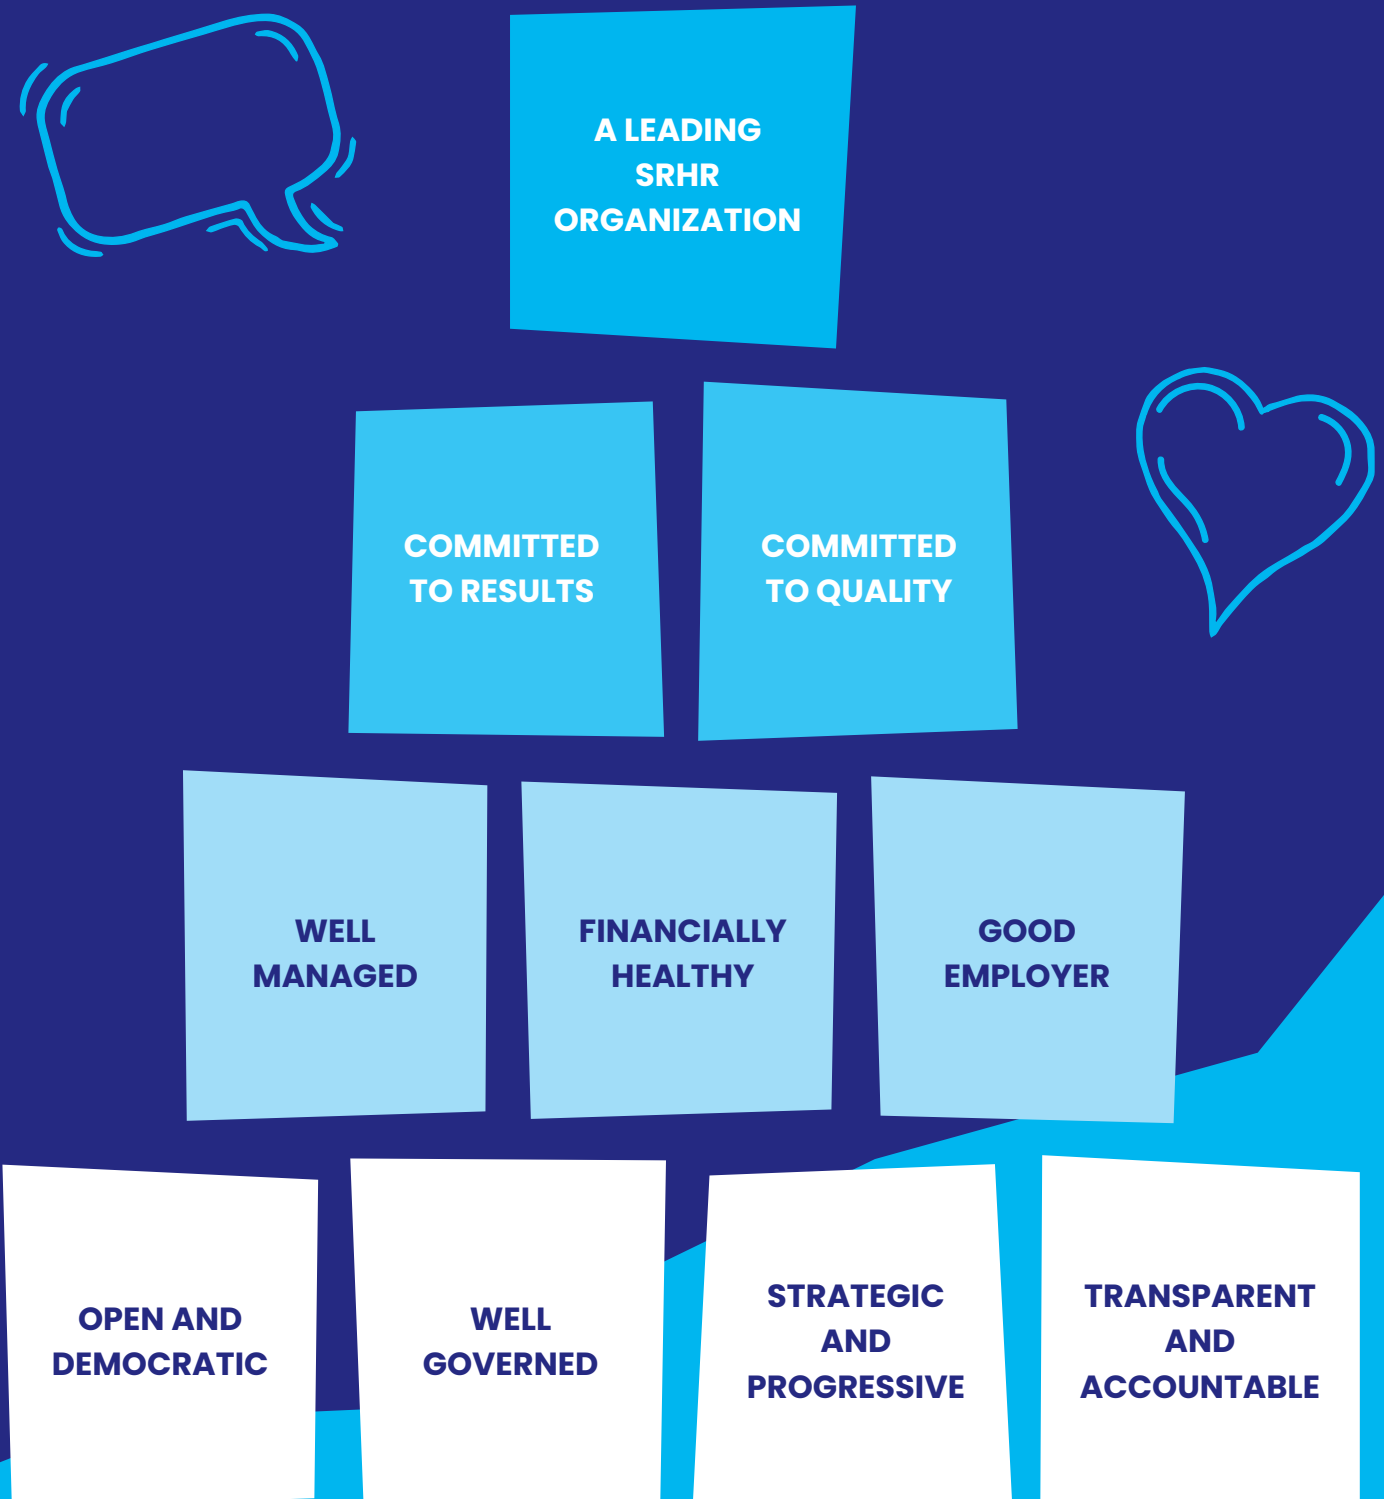 A LEADING
SRHR
ORGANIZATION
COMMITTED
TO RESULTS
COMMITTED
TO QUALITY
WELL
MANAGED
FINANCIALLY
HEALTHY
GOOD
EMPLOYER
OPEN AND
DEMOCRATIC
WELL
GOVERNED
STRATEGIC
AND
PROGRESSIVE
TRANSPARENT
AND
ACCOUNTABLE